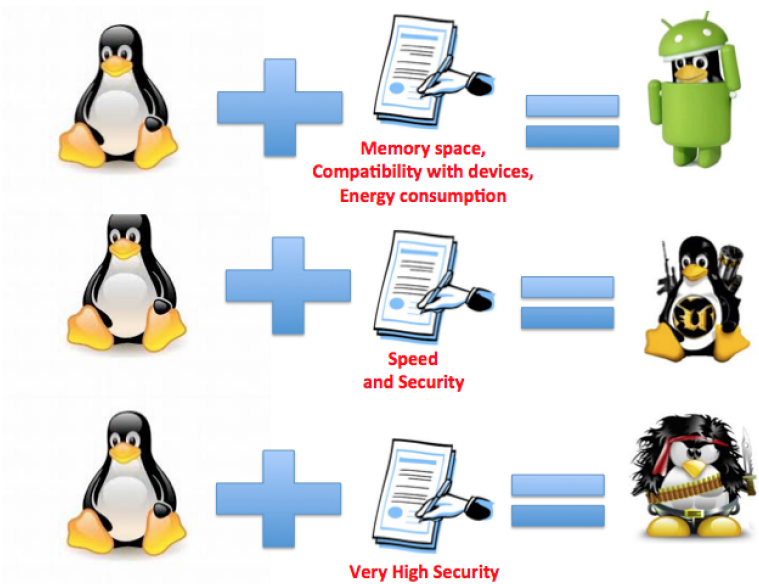 Memory space,
Compatibility with devices,
Energy consumption
Speed
and Security
Very High Security